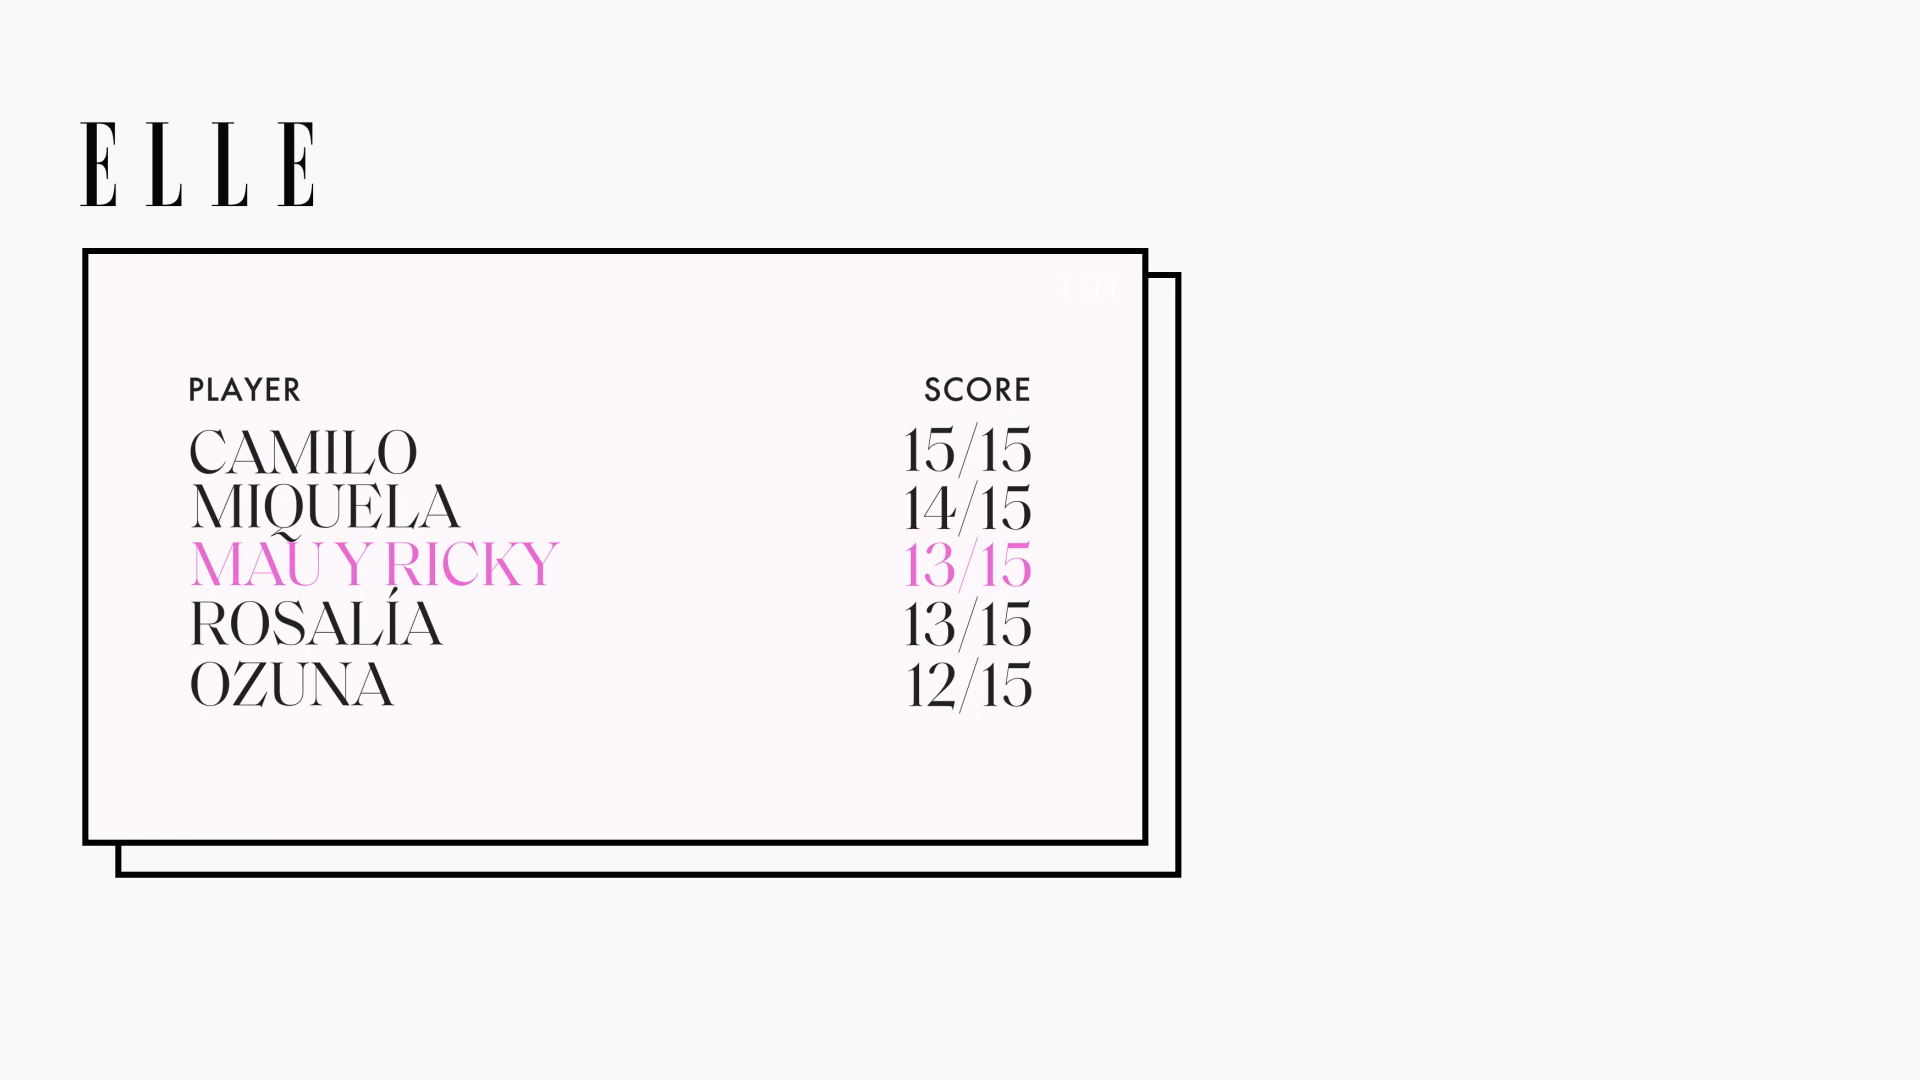 ELLE
ELLE
PLAYER SCORE
CAMILO 15/15
MIQUELA 14/15
MAU Y RICKY 13/15
ROSALÍA 13/15
OZUNA 12/15